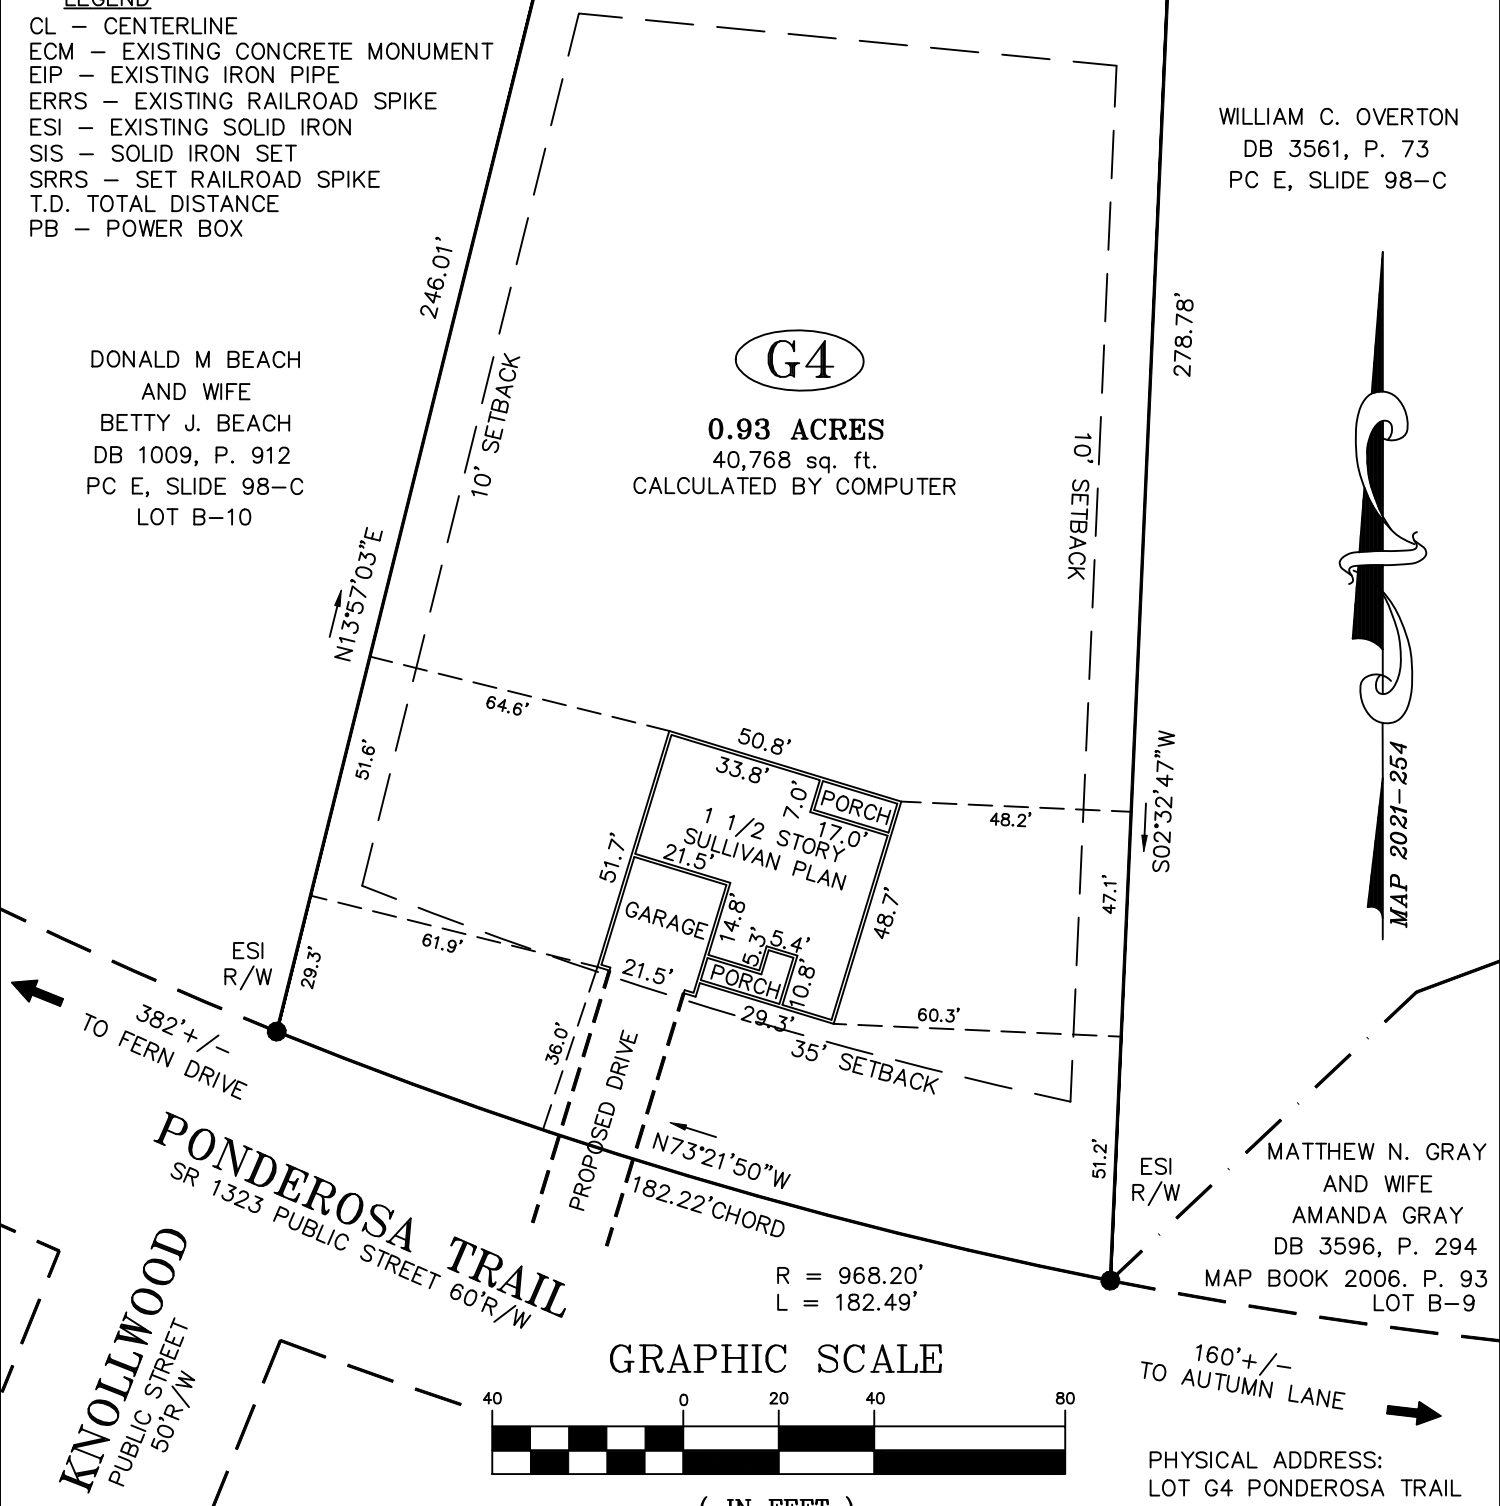 LEGEND
CL – CENTERLINE
ECM – EXISTING CONCRETE MONUMENT
EIP – EXISTING IRON PIPE
ERRS – EXISTING RAILROAD SPIKE
ESI – EXISTING SOLID IRON
SIS – SOLID IRON SET
SRRS – SET RAILROAD SPIKE
T.D. TOTAL DISTANCE
PB – POWER BOX
WILLIAM C. OVERTON
DB 3561, P. 73
PC E, SLIDE 98–C
246.01'
278.78'
DONALD M BEACH
AND WIFE
BETTY J. BEACH
DB 1009, P. 912
PC E, SLIDE 98–C
LOT B–10
10' SETBACK
G4
0.93 ACRES
40,768 sq. ft.
CALCULATED BY COMPUTER
10' SETBACK
N13°57'03"E
64.6'
51.6'
50.8'
33.8'
7.0'
PORCH
17.0'
1 1/2 STORY
SULLIVAN PLAN
48.2'
S02°32'47"W
MAP 2021–254
51.7'
21.5'
GARAGE
14.8'
5.3'
5.4'
10.8'
PORCH
48.7'
47.1'
61.9'
29.3'
21.5'
29.3'
60.3'
35' SETBACK
36.0'
PROPOSED DRIVE
ESI
R/W
382'+/–
TO FERN DRIVE
N73°21'50"W
182.22'CHORD
51.2'
ESI
R/W
PONDEROSA TRAIL
SR 1323 PUBLIC STREET 60'R/W
MATTHEW N. GRAY
AND WIFE
AMANDA GRAY
DB 3596, P. 294
MAP BOOK 2006. P. 93
LOT B–9
R = 968.20'
L = 182.49'
KNOLLWOOD
PUBLIC STREET
50'R/W
GRAPHIC SCALE
40 0 20 40 80
( IN FEET )
160'+/–
TO AUTUMN LANE
PHYSICAL ADDRESS:
LOT G4 PONDEROSA TRAIL